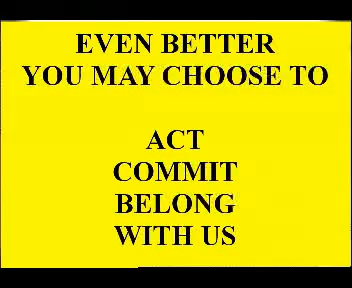 EVEN BETTER
YOU MAY CHOOSE TO
ACT
COMMIT
BELONG
WITH US